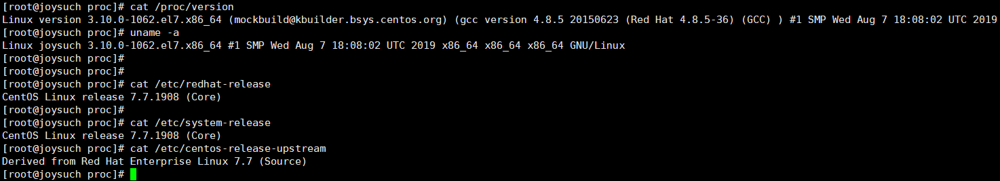 [root@joysuch proc]# cat /proc/version
Linux version 3.10.0-1062.el7.x86_64 (mockbuild@kbuilder.bsys.centos.org) (gcc version 4.8.5 20150623 (Red Hat 4.8.5-36) (GCC) ) #1 SMP Wed Aug 7 18:08:02 UTC 2019
[root@joysuch proc]# uname -a
Linux joysuch 3.10.0-1062.el7.x86_64 #1 SMP Wed Aug 7 18:08:02 UTC 2019 x86_64 x86_64 x86_64 GNU/Linux
[root@joysuch proc]#
[root@joysuch proc]#
[root@joysuch proc]# cat /etc/redhat-release
CentOS Linux release 7.7.1908 (Core)
[root@joysuch proc]#
[root@joysuch proc]# cat /etc/system-release
CentOS Linux release 7.7.1908 (Core)
[root@joysuch proc]# cat /etc/centos-release-upstream
Derived from Red Hat Enterprise Linux 7.7 (Source)
[root@joysuch proc]#